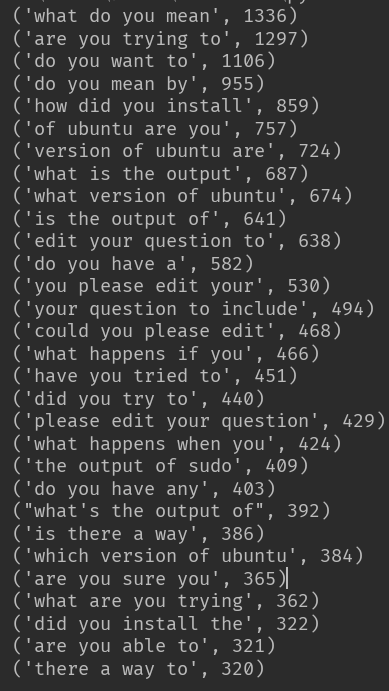 ('what do you mean', 1336)
('are you trying to', 1297)
('do you want to', 1106)
('do you mean by', 955)
('how did you install', 859)
('of ubuntu are you', 757)
('version of ubuntu are', 724)
('what is the output', 687)
('what version of ubuntu', 674)
('is the output of', 641)
('edit your question to', 638)
('do you have a', 582)
('you please edit your', 530)
('your question to include', 494)
('could you please edit', 468)
('what happens if you', 466)
('have you tried to', 451)
('did you try to', 440)
('please edit your question', 429)
('what happens when you', 424)
('the output of sudo', 409)
('do you have any', 403)
("what's the output of", 392)
('is there a way', 386)
('which version of ubuntu', 384)
('are you sure you', 365)
('what are you trying', 362)
('did you install the', 322)
('are you able to', 321)
('there a way to', 320)